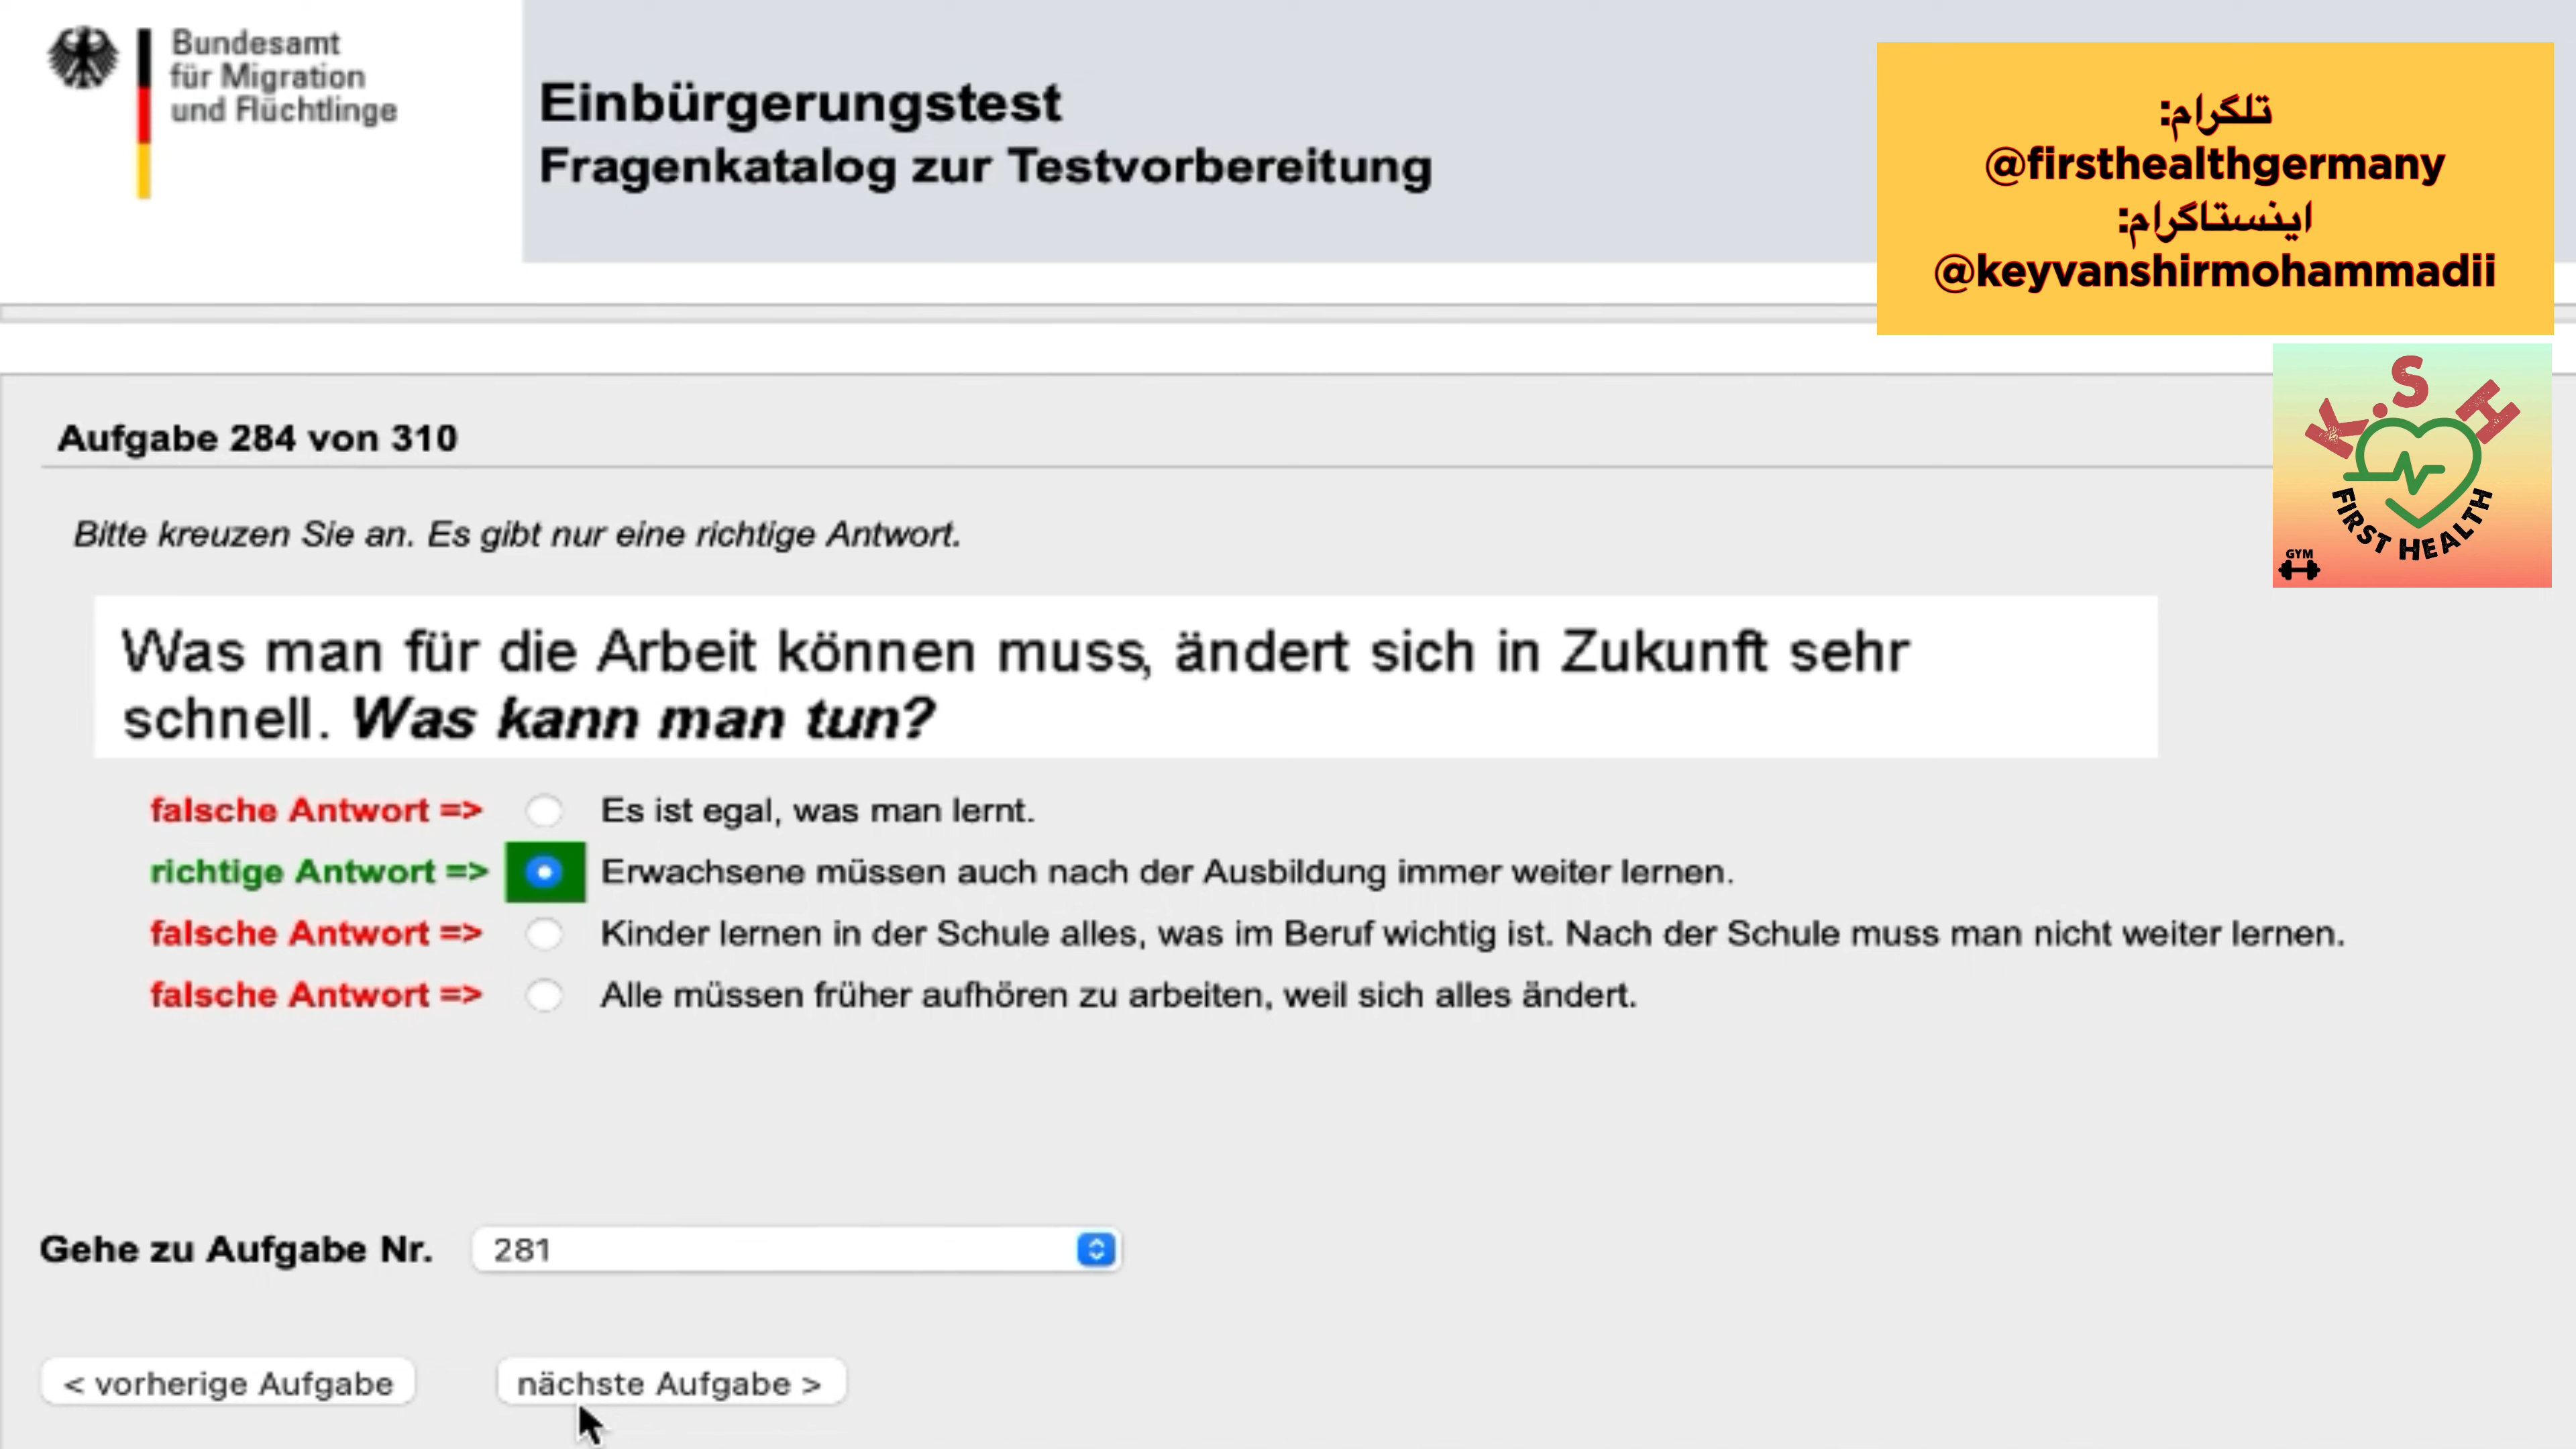 Bundesamt
für Migration
und Flüchtlinge
Einbürgerungstest
Fragenkatalog zur Testvorbereitung
تلگرام:
@firsthealthgermany
اینستاگرام:
@keyvanshirmohammadii
K.SH
FIRST HEALTH
GYM
Aufgabe 284 von 310
Bitte kreuzen Sie an. Es gibt nur eine richtige Antwort.
Was man für die Arbeit können muss, ändert sich in Zukunft sehr
schnell. Was kann man tun?
falsche Antwort => Es ist egal, was man lernt.
richtige Antwort => Erwachsene müssen auch nach der Ausbildung immer weiter lernen.
falsche Antwort => Kinder lernen in der Schule alles, was im Beruf wichtig ist. Nach der Schule muss man nicht weiter lernen.
falsche Antwort => Alle müssen früher aufhören zu arbeiten, weil sich alles ändert.
Gehe zu Aufgabe Nr. 281
< vorherige Aufgabe nächste Aufgabe >